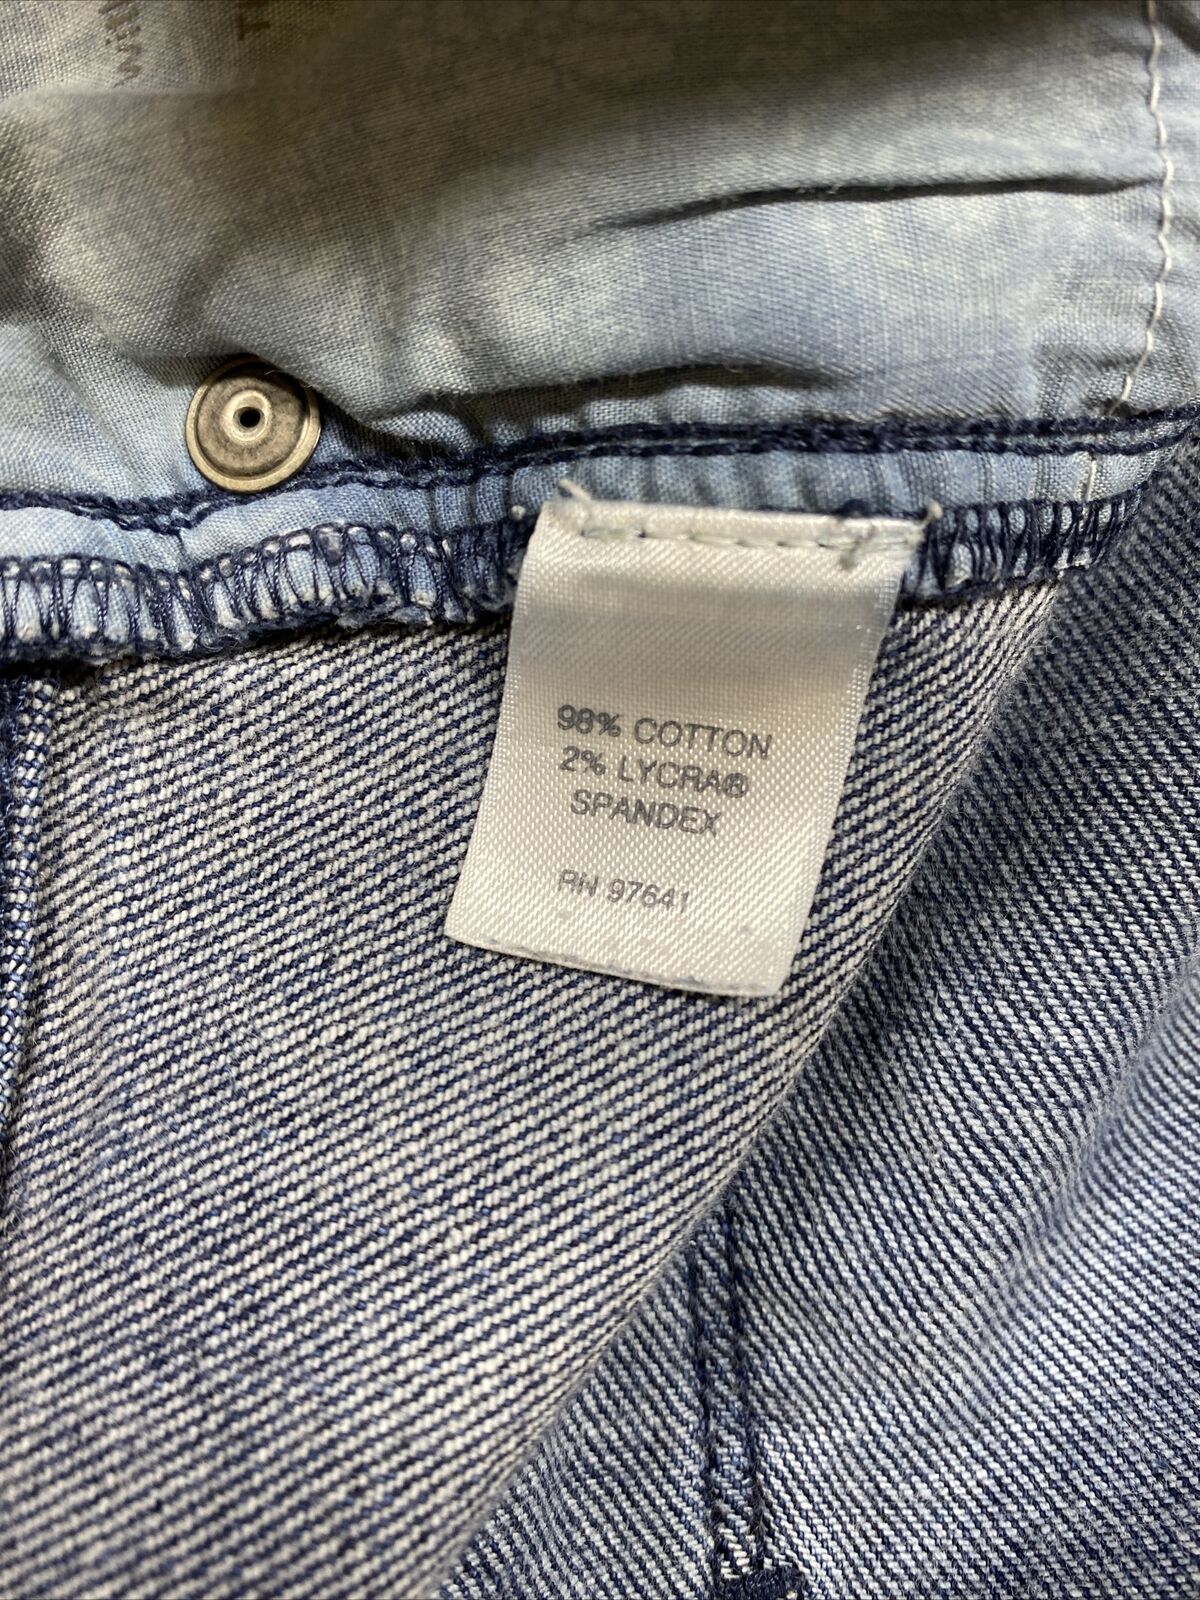 98% COTTON
2% LYCRA®
SPANDEX
RN 97641